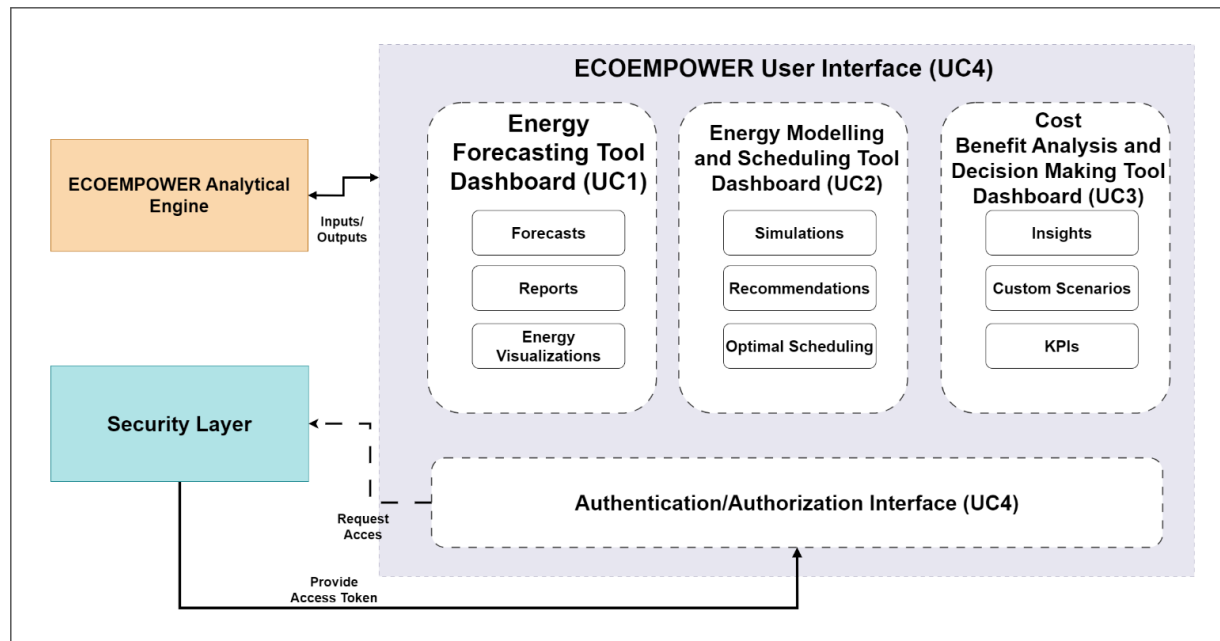 ECOEMPOWER User Interface (UC4)
Energy
Forecasting Tool
Dashboard (UC1)
Forecasts
Reports
Energy
Visualizations
Energy Modelling
and Scheduling Tool
Dashboard (UC2)
Simulations
Recommendations
Optimal Scheduling
Cost
Benefit Analysis and
Decision Making Tool
Dashboard (UC3)
Insights
Custom Scenarios
KPIs
ECOEMPOWER Analytical
Engine
Inputs/
Outputs
Security Layer
Request
Acces
Authentication/Authorization Interface (UC4)
Provide
Access Token